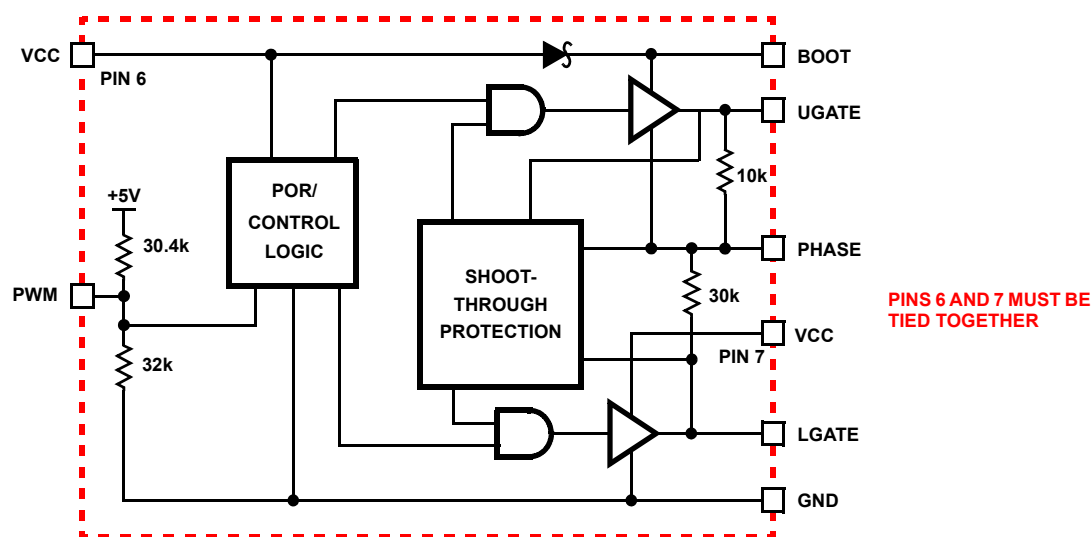 VCC
PIN 6
BOOT
UGATE
10k
POR/
CONTROL
LOGIC
+5V
30.4k
PWM
32k
SHOOT-
THROUGH
PROTECTION
PHASE
30k
VCC
PIN 7
LGATE
GND
PINS 6 AND 7 MUST BE
TIED TOGETHER